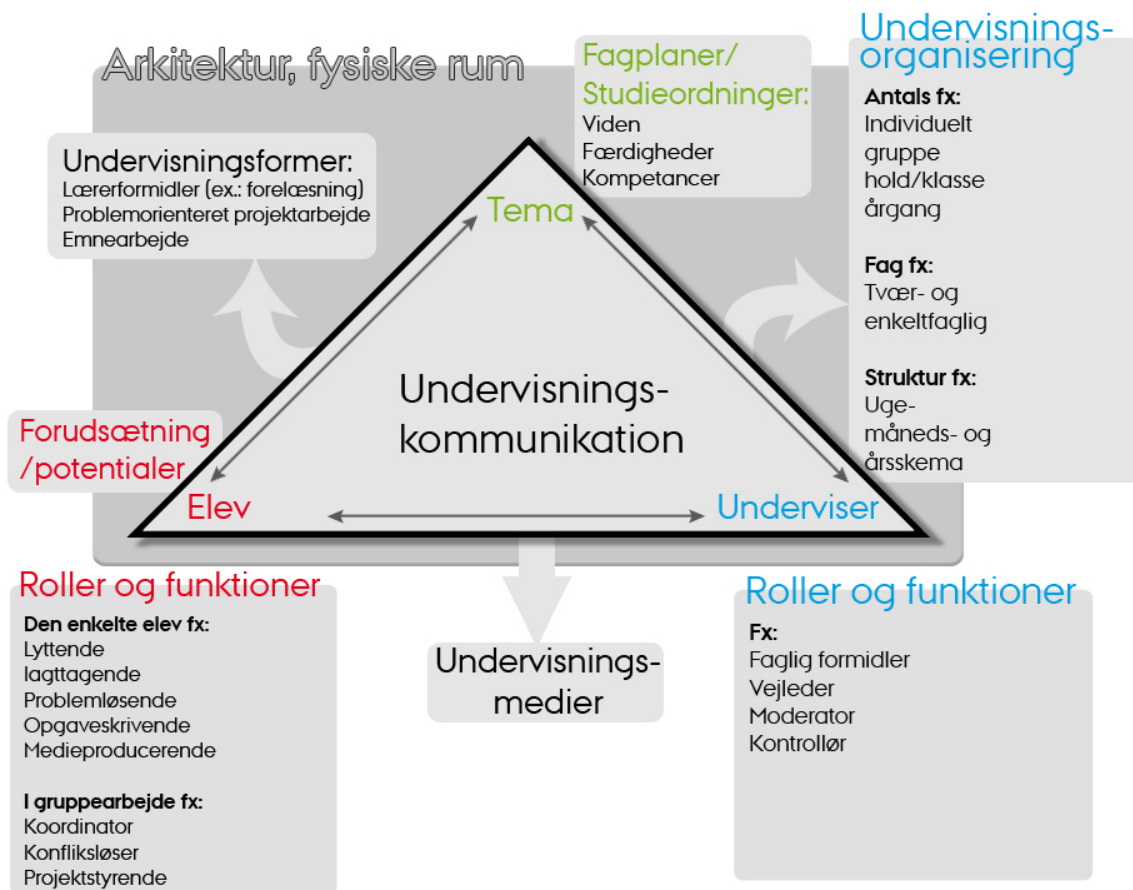 Arkitektur, fysiske rum
Undervisningsformer:
Lærerformidler (ex.: forelæsning)
Problemorienteret projektarbejde
Emnearbejde
Fagplaner/
Studieordninger:
Viden
Færdigheder
Kompetancer
Undervisnings-
organisering
Antals fx:
Individuelt
gruppe
hold/klasse
årgang
Fag fx:
Tvær- og
enkeltfaglig
Struktur fx:
Uge-
måneds- og
årsskema
Tema
Undervisnings-
kommunikation
Forudsætning
/potentialer
Elev
Underviser
Roller og funktioner
Den enkelte elev fx:
Lyttende
Iagttagende
Problemløsende
Opgaveskrivende
Medieproducerende
I gruppearbejde fx:
Koordinator
Konfliksløser
Projektstyrende
Undervisnings-
medier
Roller og funktioner
Fx:
Faglig formidler
Vejleder
Moderator
Kontrollør